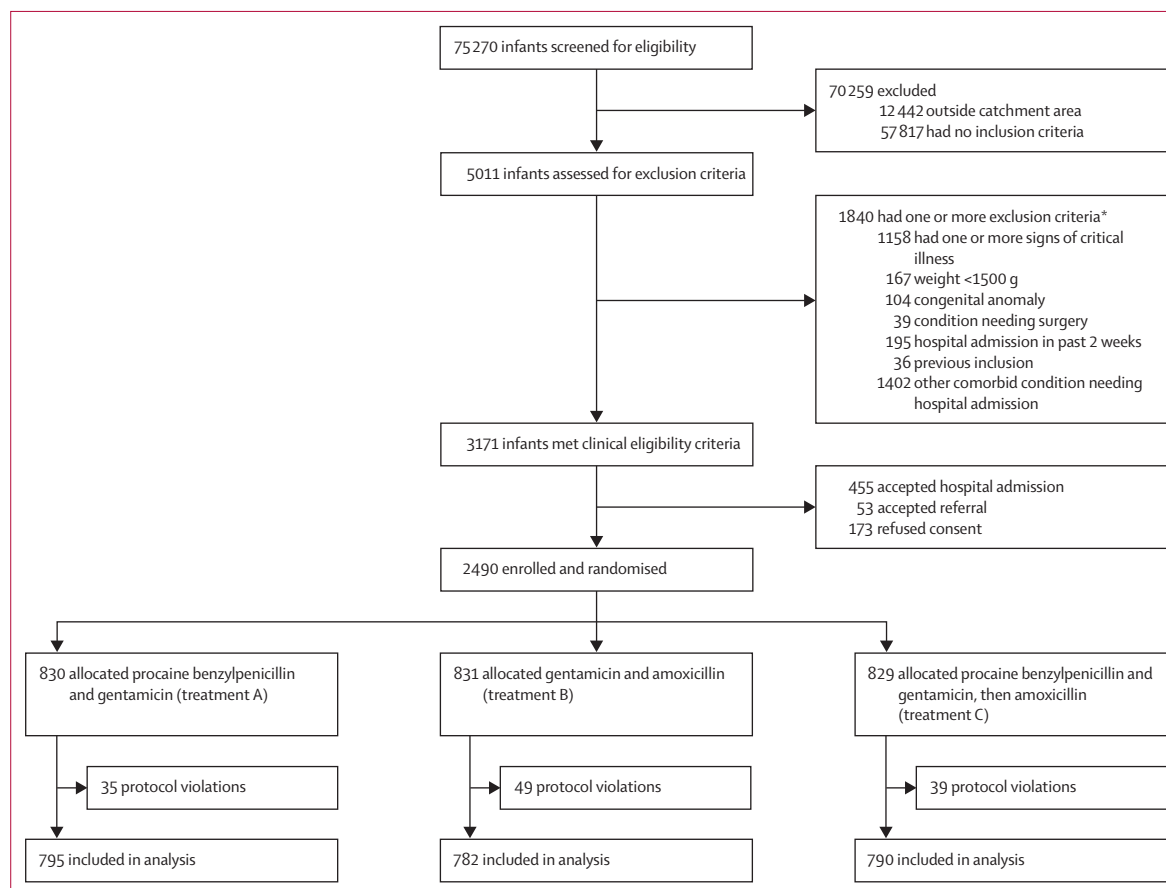 75 270 infants screened for eligibility
70 259 excluded
12 442 outside catchment area
57 817 had no inclusion criteria
5011 infants assessed for exclusion criteria
1840 had one or more exclusion criteria*
1158 had one or more signs of critical
illness
167 weight <1500 g
104 congenital anomaly
39 condition needing surgery
195 hospital admission in past 2 weeks
36 previous inclusion
1402 other comorbid condition needing
hospital admission
3171 infants met clinical eligibility criteria
455 accepted hospital admission
53 accepted referral
173 refused consent
2490 enrolled and randomised
830 allocated procaine benzylpenicillin
and gentamicin (treatment A)
831 allocated gentamicin and amoxicillin
(treatment B)
829 allocated procaine benzylpenicillin and
gentamicin, then amoxicillin
(treatment C)
35 protocol violations
49 protocol violations
39 protocol violations
795 included in analysis
782 included in analysis
790 included in analysis